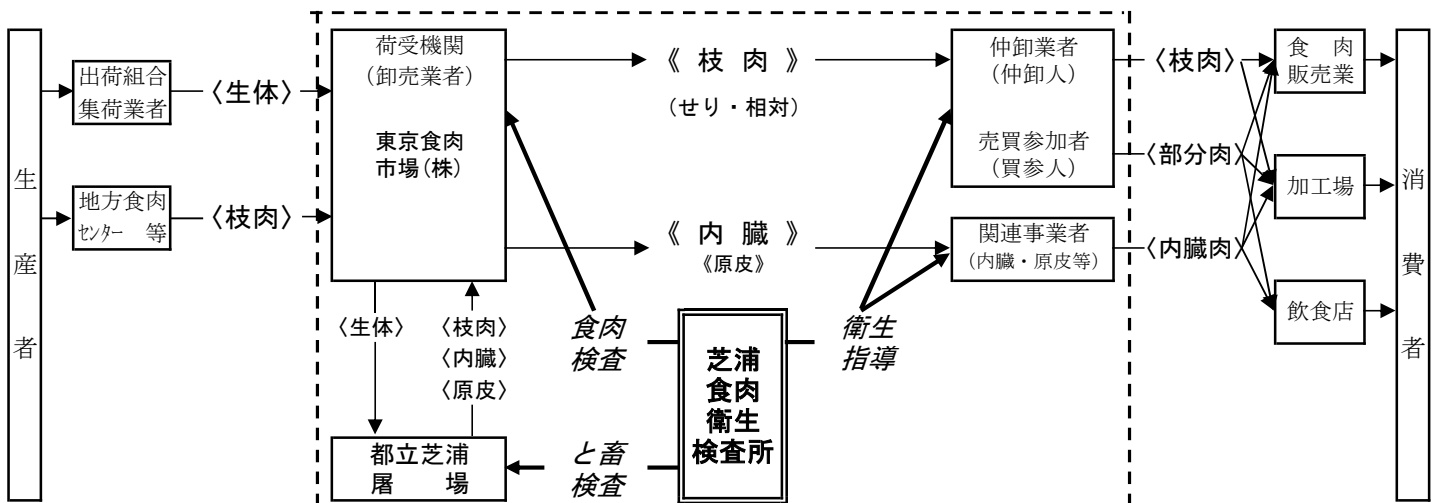 生産者
出荷組合
集荷業者
〈生体〉
地方食肉
センター 等
〈枝肉〉
荷受機関
(卸売業者)
東京食肉
市場(株)
《 枝 肉 》
(せり・相対)
《 内 臓 》
《原皮》
仲卸業者
(仲卸人)
売買参加者
(買参人)
関連事業者
(内臓・原皮等)
〈枝肉〉
〈部分肉〉
〈内臓肉〉
食 肉
販売業
加工場
飲食店
消費者
〈生体〉
〈枝肉〉
〈内臓〉
〈原皮〉
食肉
検査
芝浦
食肉
衛生
検査所
衛生
指導
都立芝浦
屠 場
と畜
検査